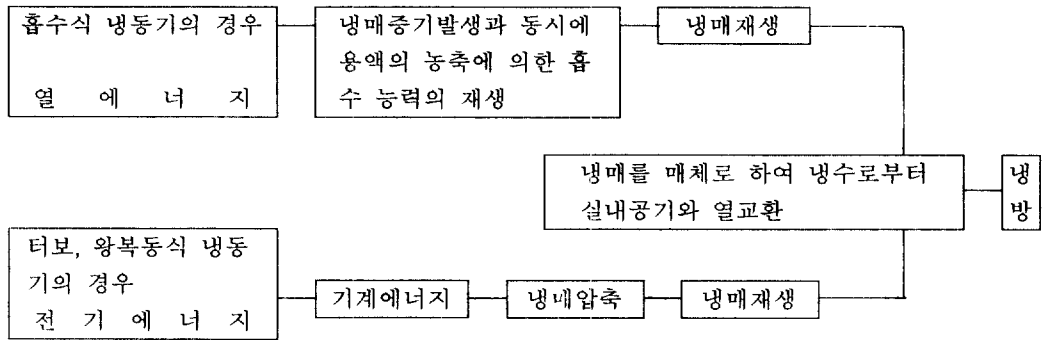 흡수식 냉동기의 경우
열 에 너 지
냉매증기발생과 동시에
용액의 농축에 의한 흡
수 능력의 재생
냉매재생
냉매를 매체로 하여 냉수로부터
실내공기와 열교환
냉
방
터보, 왕복동식 냉동
기의 경우
전 기 에 너 지
기계에너지
냉매압축
냉매재생